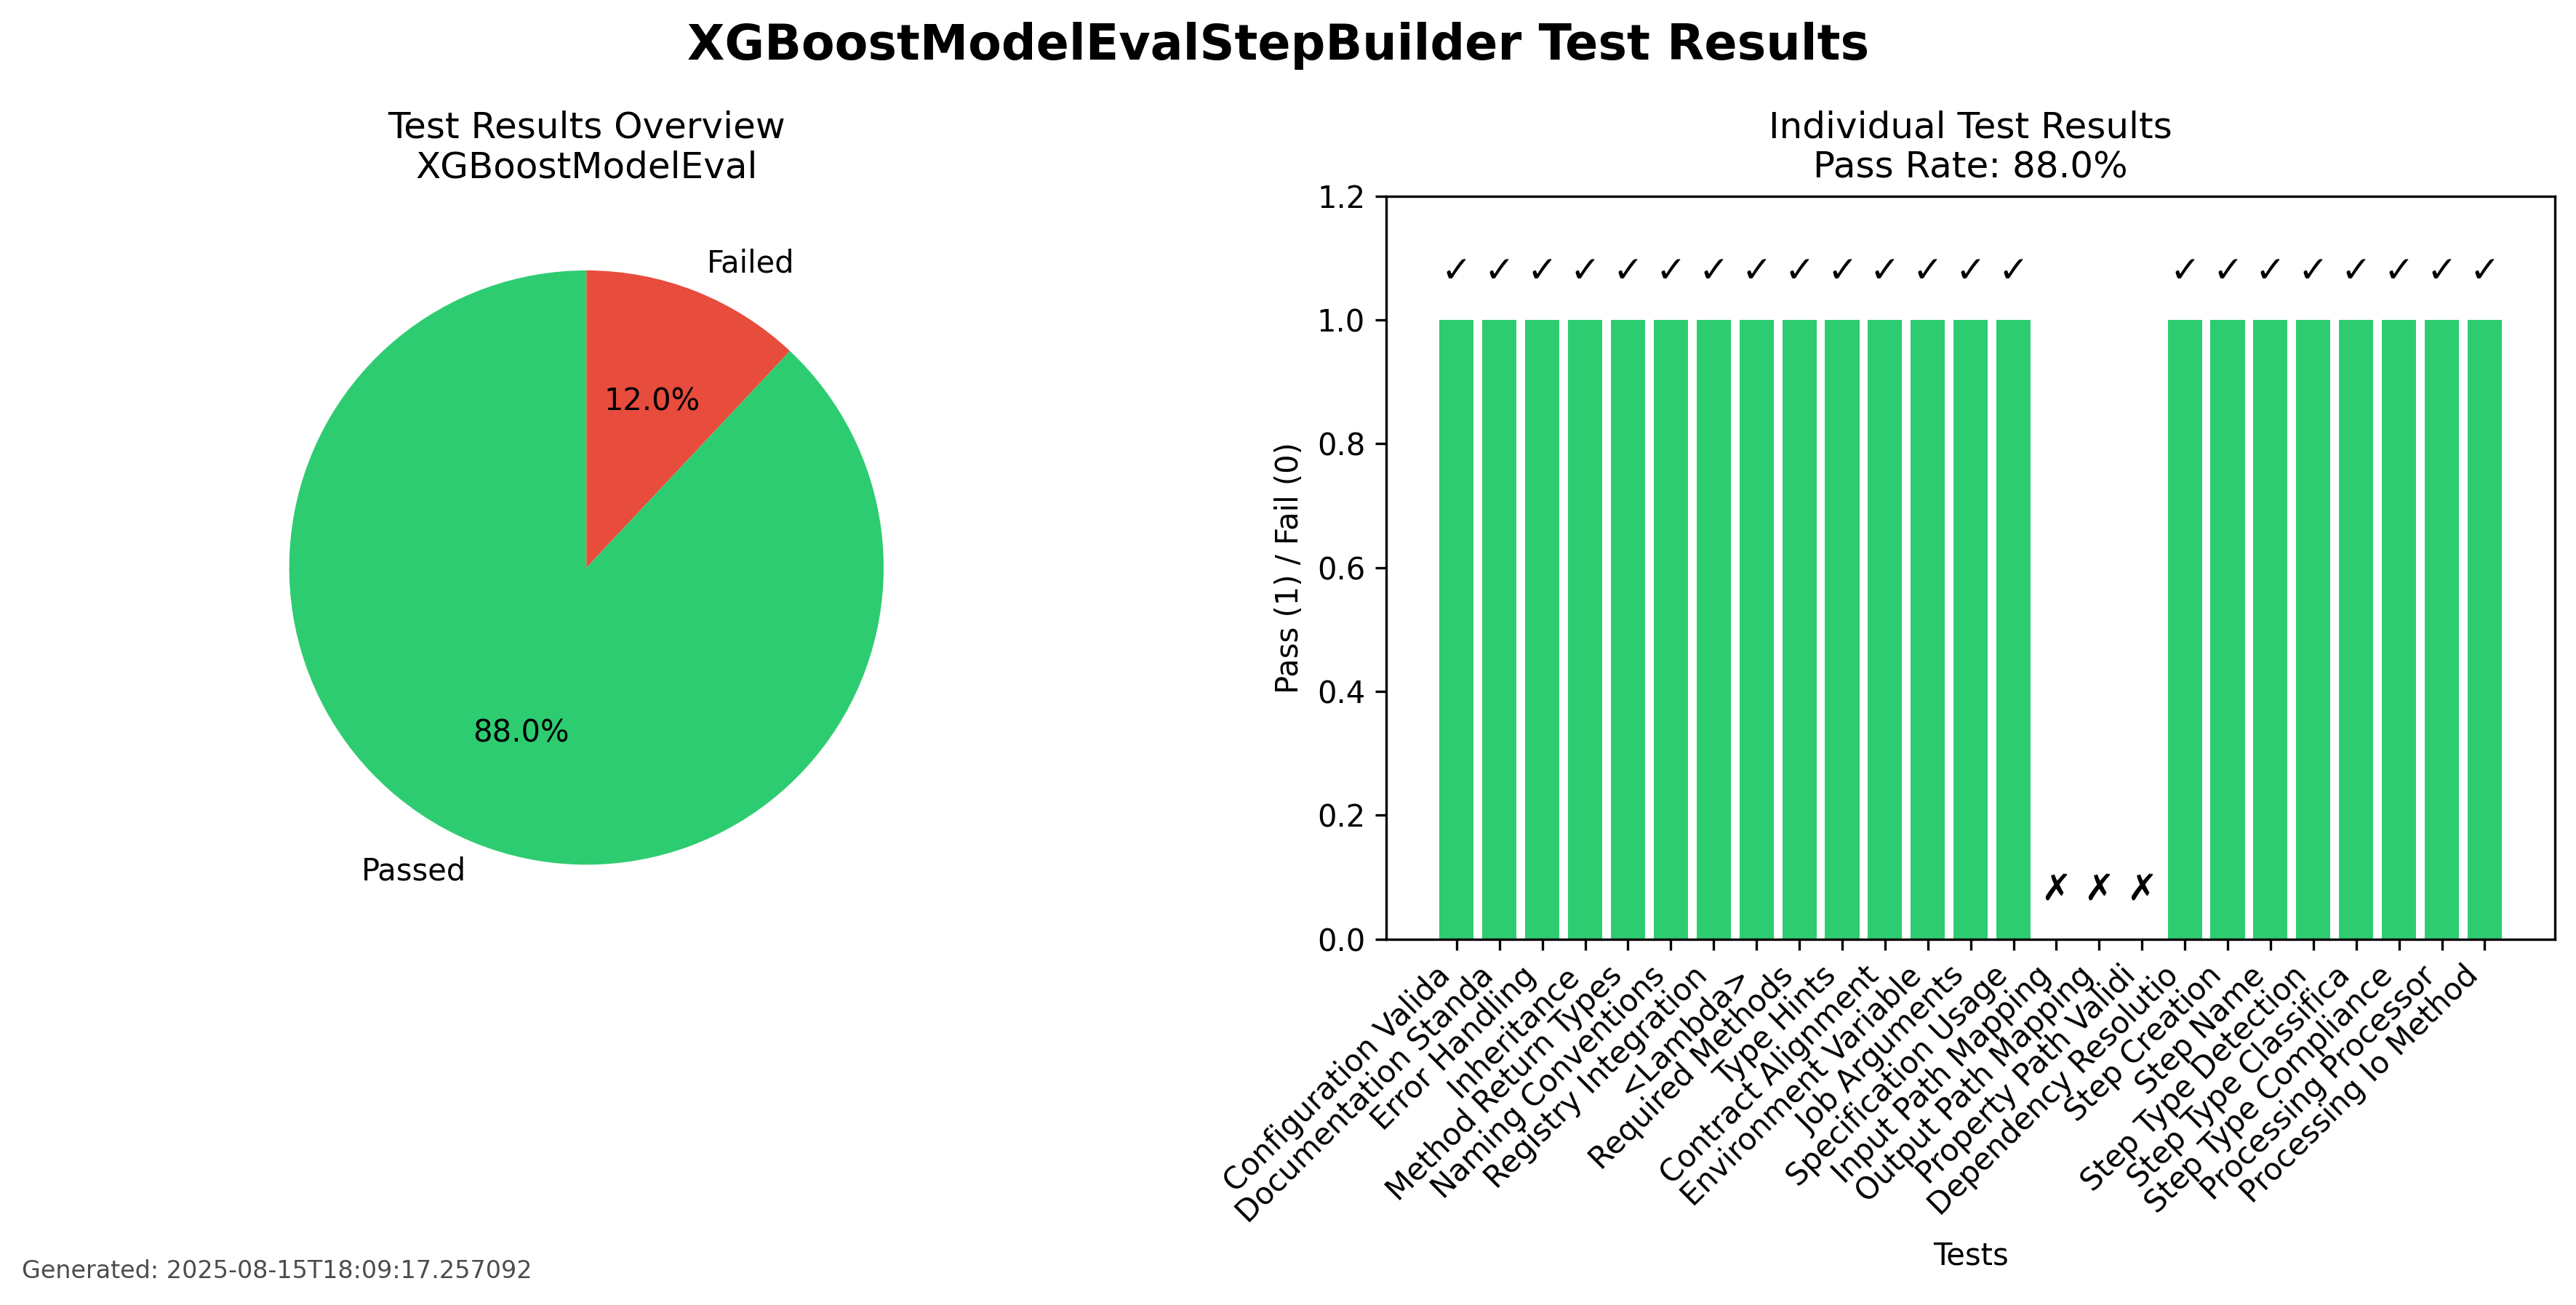 XGBoostModelEvalStepBuilder Test Results
Test Results Overview
XGBoostModelEval
Failed
12.0%
88.0%
Passed
Individual Test Results
Pass Rate: 88.0%
Pass (1) / Fail (0)
1.2
1.0
0.8
0.6
0.4
0.2
0.0
✓ ✓ ✓ ✓ ✓ ✓ ✓ ✓ ✓ ✓ ✓ ✓ ✓ ✓ ✓ ✓ ✓ ✓ ✓ ✓ ✓ ✓
✗ ✗ ✗
Configuration Valida
Documentation Standa
Error Handling
Inheritance
Method Return Types
Naming Conventions
Registry Integration
<Lambda>
Required Methods
Type Hints
Contract Alignment
Environment Variable
Job Arguments
Specification Usage
Input Path Mapping
Output Path Mapping
Property Path Validi
Dependency Resolutio
Step Creation
Step Name
Step Type Detection
Step Type Classifica
Step Type Compliance
Processing Processor
Processing Io Method
Tests
Generated: 2025-08-15T18:09:17.257092